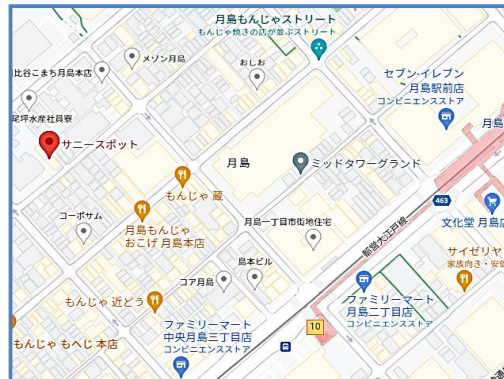 月島もんじゃストリート
もんじゃ焼きの店が並ぶストリート
メゾン月島
おしお
比谷こまち月島本店
セブン-イレブン
月島駅前店
コンビニエンスストア
尾坪水産社員寮
月島
サニースポット
月島
ミッドタワーグランド
もんじゃ 蔵
463
月島もんじゃ
おこげ 月島本店
コーポサム
月島一丁目市街地住宅
都営大江戸線
文化堂 月島店
島本ビル
サイゼリヤ
家族向き・安価
コア月島
もんじゃ 近どう
ファミリーマート
月島二丁目店
コンビニエンスストア
10
ファミリーマート
中央月島三丁目店
コンビニエンスストア
もんじゃ もへじ 本店